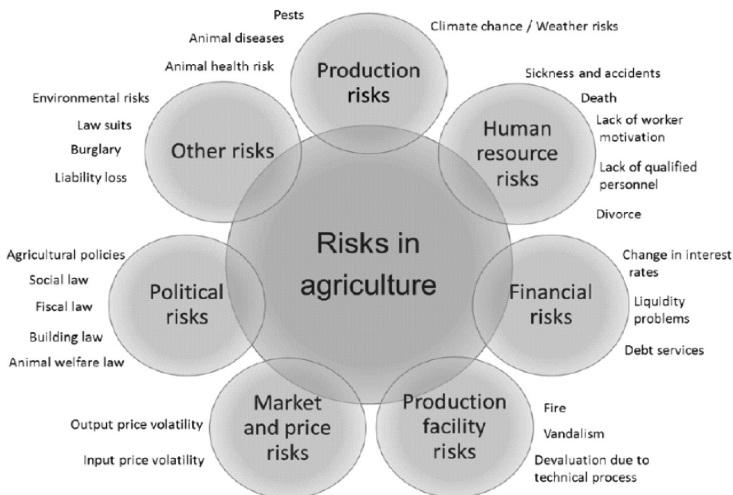 Pests
Animal diseases
Animal health risk
Production
risks
Climate chance / Weather risks
Sickness and accidents
Death
Lack of worker
motivation
Lack of qualified
personnel
Divorce
Human
resource
risks
Environmental risks
Law suits
Burglary
Liability loss
Other risks
Risks in
agriculture
Agricultural policies
Social law
Fiscal law
Building law
Animal welfare law
Political
risks
Financial
risks
Change in interest
rates
Liquidity
problems
Debt services
Output price volatility
Input price volatility
Market
and price
risks
Production
facility
risks
Fire
Vandalism
Devaluation due to
technical process